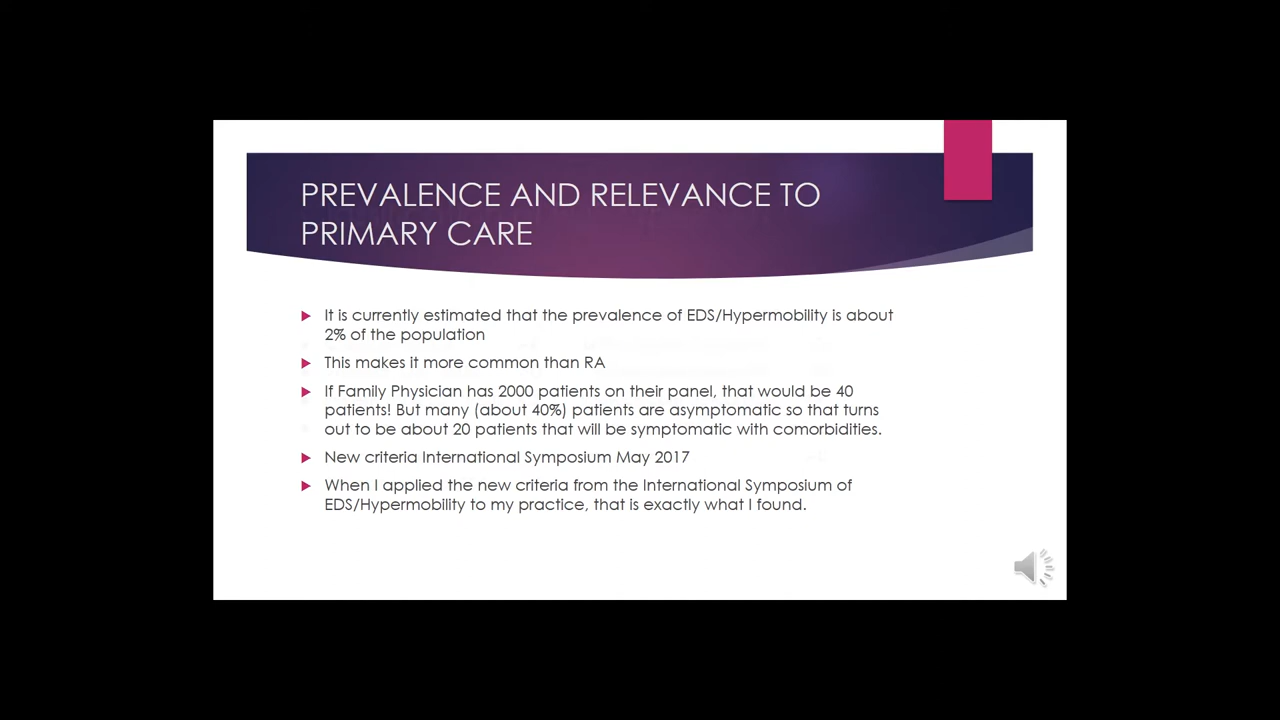 PREVALENCE AND RELEVANCE TO
PRIMARY CARE
It is currently estimated that the prevalence of EDS/Hypermobility is about
2% of the population
This makes it more common than RA
If Family Physician has 2000 patients on their panel, that would be 40
patients! But many (about 40%) patients are asymptomatic so that turns
out to be about 20 patients that will be symptomatic with comorbidities.
New criteria International Symposium May 2017
When I applied the new criteria from the International Symposium of
EDS/Hypermobility to my practice, that is exactly what I found.